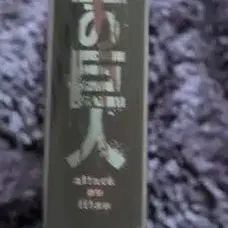 の巨人
attack
on
titan